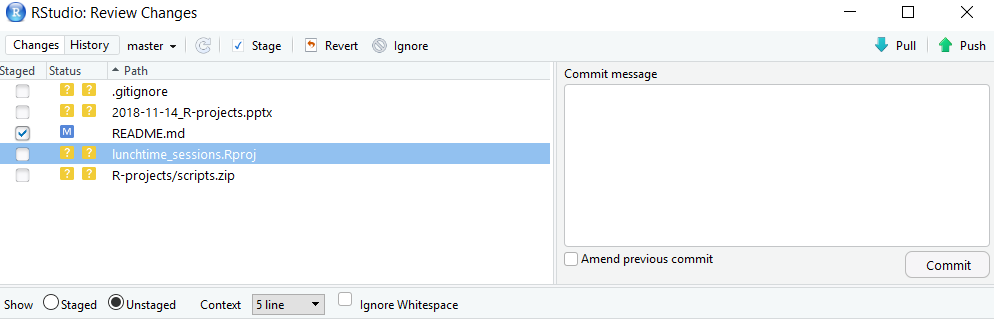 RStudio: Review Changes
Changes History master Stage Revert Ignore Pull Push
Staged Status Path
? ? .gitignore
? ? 2018-11-14_R-projects.pptx
M README.md
? ? lunchtime_sessions.Rproj
? ? R-projects/scripts.zip
Commit message
Amend previous commit
Commit
Show Staged Unstaged Context 5 line Ignore Whitespace